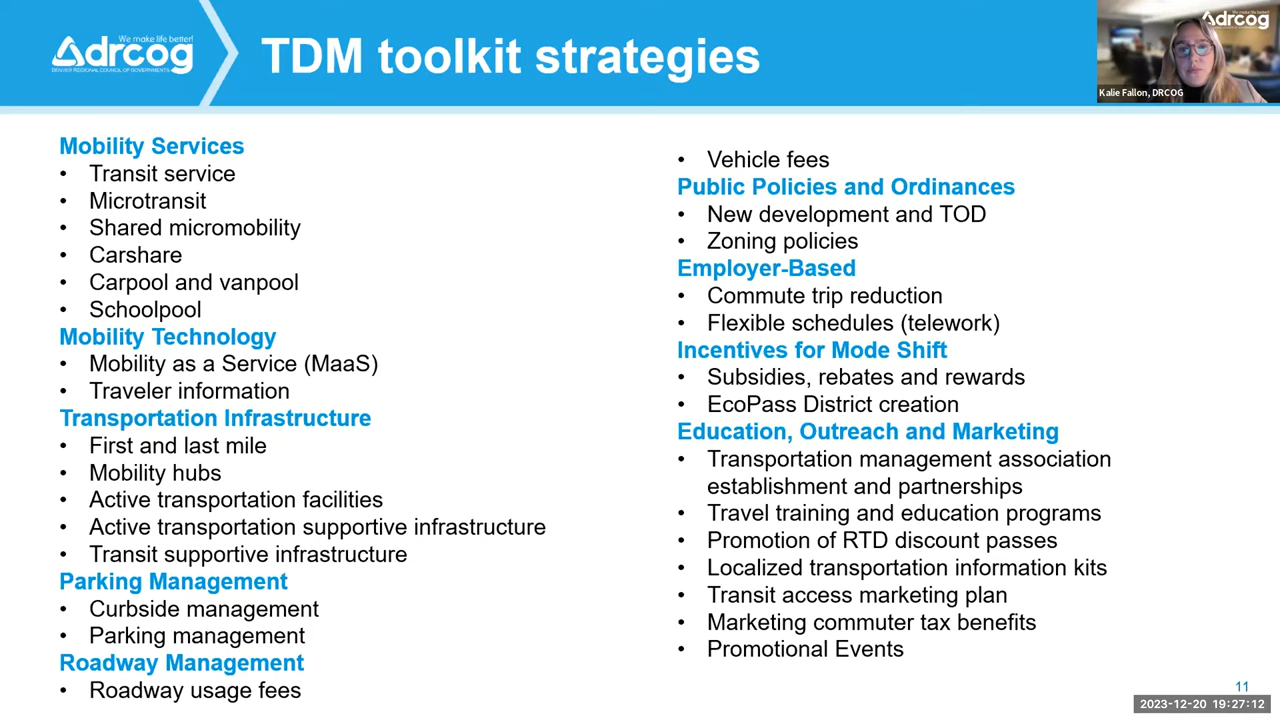 We make life better!
drcog
DENVER REGIONAL COUNCIL OF GOVERNMENTS
TDM toolkit strategies
We make life better!
drcog
Kalie Fallon, DRCOG
Mobility Services
• Transit service
• Microtransit
• Shared micromobility
• Carshare
• Carpool and vanpool
• Schoolpool
Mobility Technology
• Mobility as a Service (MaaS)
• Traveler information
Transportation Infrastructure
• First and last mile
• Mobility hubs
• Active transportation facilities
• Active transportation supportive infrastructure
• Transit supportive infrastructure
Parking Management
• Curbside management
• Parking management
Roadway Management
• Roadway usage fees
• Vehicle fees
Public Policies and Ordinances
• New development and TOD
• Zoning policies
Employer-Based
• Commute trip reduction
• Flexible schedules (telework)
Incentives for Mode Shift
• Subsidies, rebates and rewards
• EcoPass District creation
Education, Outreach and Marketing
• Transportation management association
establishment and partnerships
• Travel training and education programs
• Promotion of RTD discount passes
• Localized transportation information kits
• Transit access marketing plan
• Marketing commuter tax benefits
• Promotional Events
11
2023-12-20 19:27:12